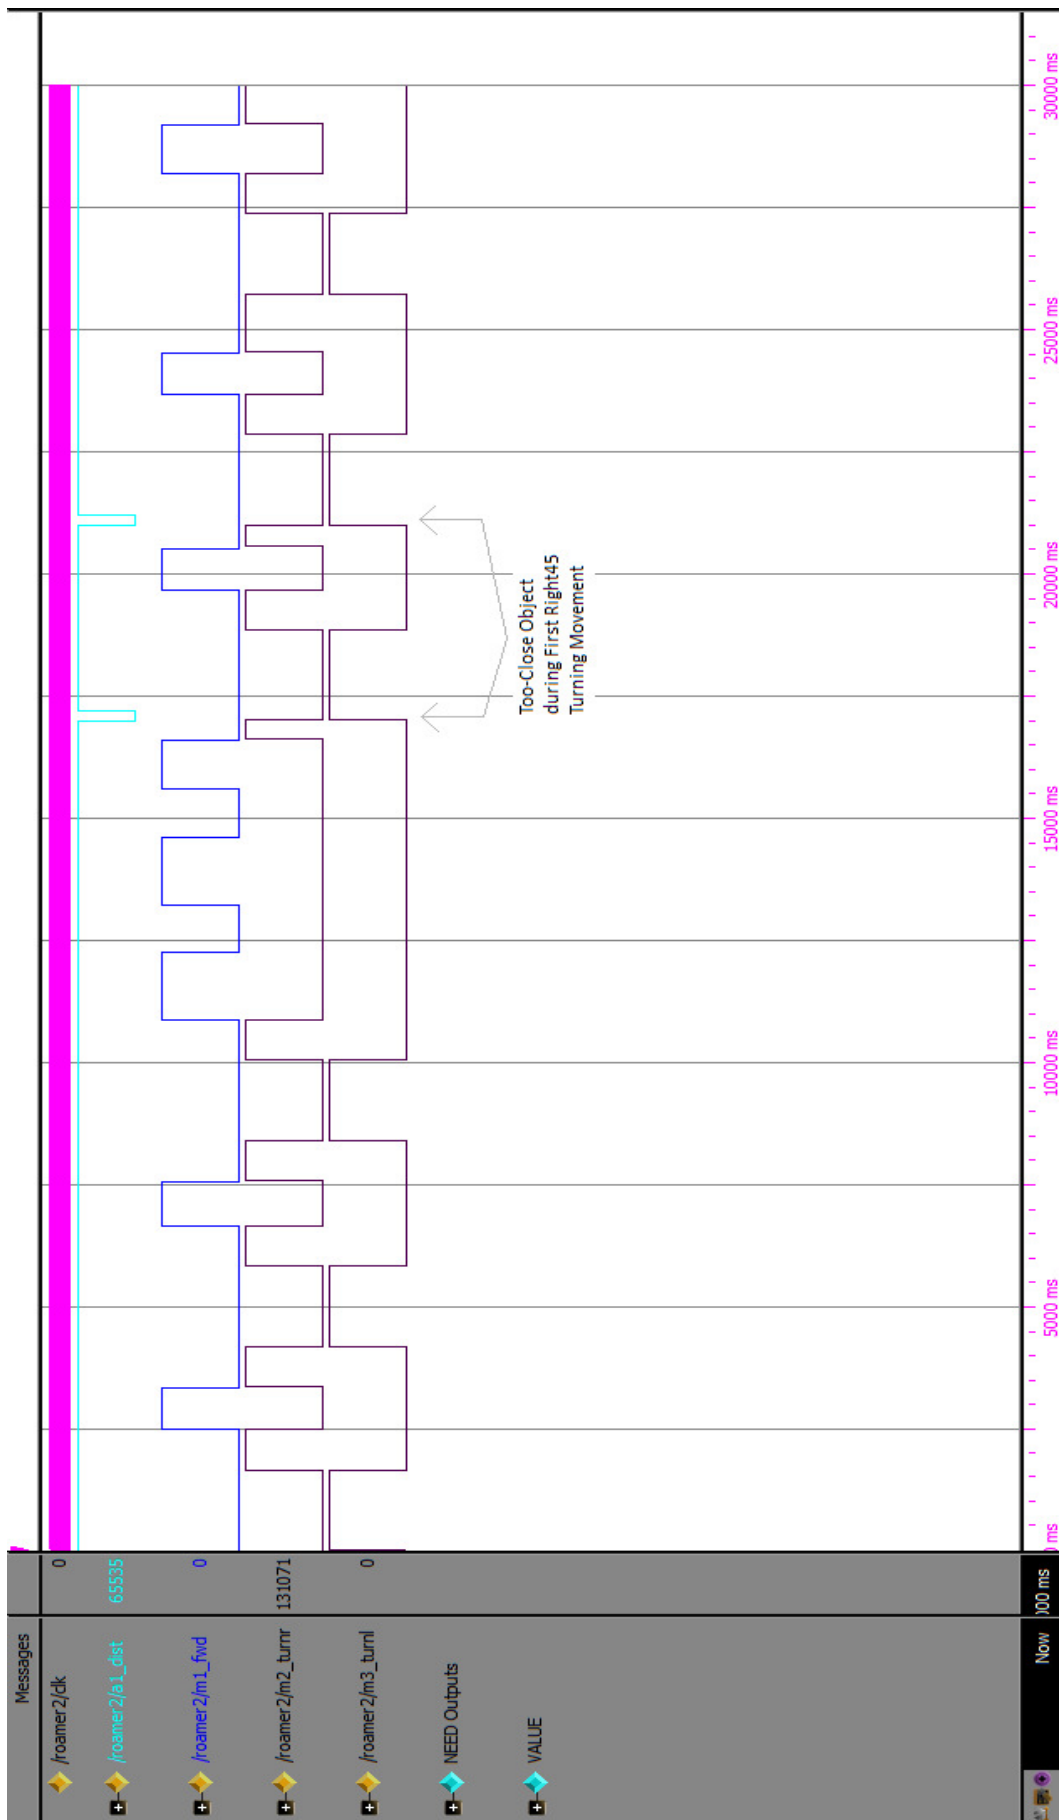 Messages
/roamer2/clk 0
/roamer2/a1_dist 65535
/roamer2/m1_fwd 0
/roamer2/m2_turnr 131071
/roamer2/m3_turnl 0
NEED Outputs
VALUE
Too-Close Object
during First Right45
Turning Movement
Now
000 ms
ms
5000 ms
10000 ms
15000 ms
20000 ms
25000 ms
30000 ms